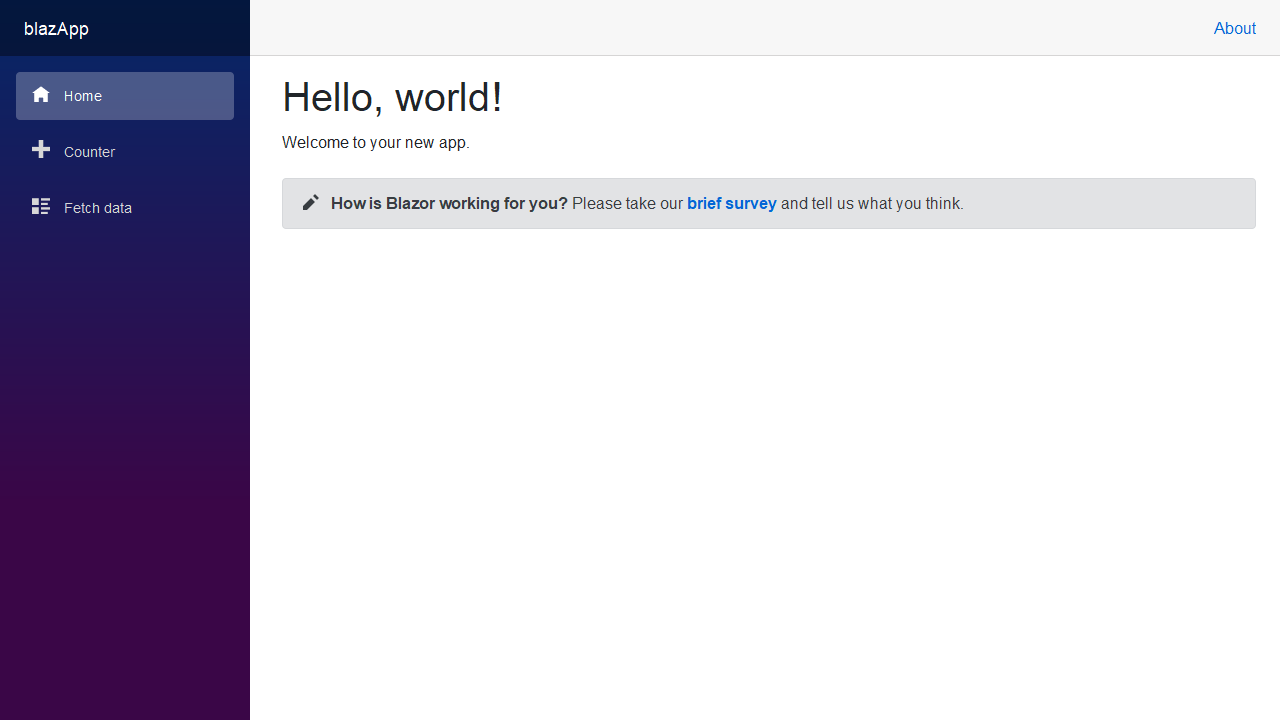 blazApp
About
Home
Counter
Fetch data
Hello, world!
Welcome to your new app.
How is Blazor working for you? Please take our brief survey and tell us what you think.